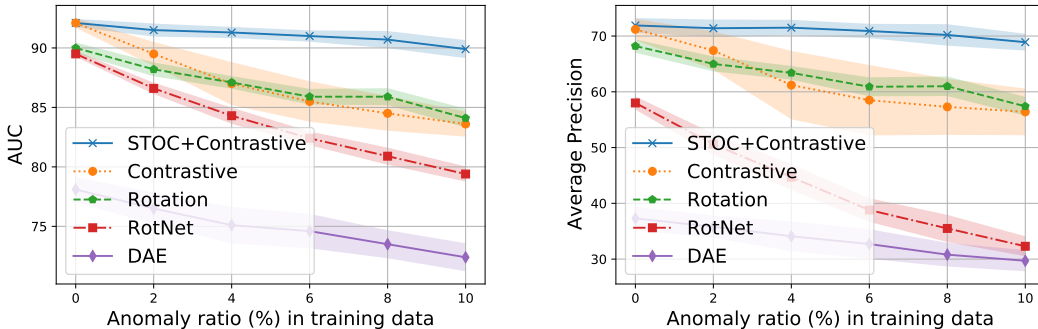 AUC
90
85
80
75
STOC+Contrastive
Contrastive
Rotation
RotNet
DAE
0 2 4 6 8 10
Anomaly ratio (%) in training data
Average Precision
70
60
50
40
30
STOC+Contrastive
Contrastive
Rotation
RotNet
DAE
0 2 4 6 8 10
Anomaly ratio (%) in training data